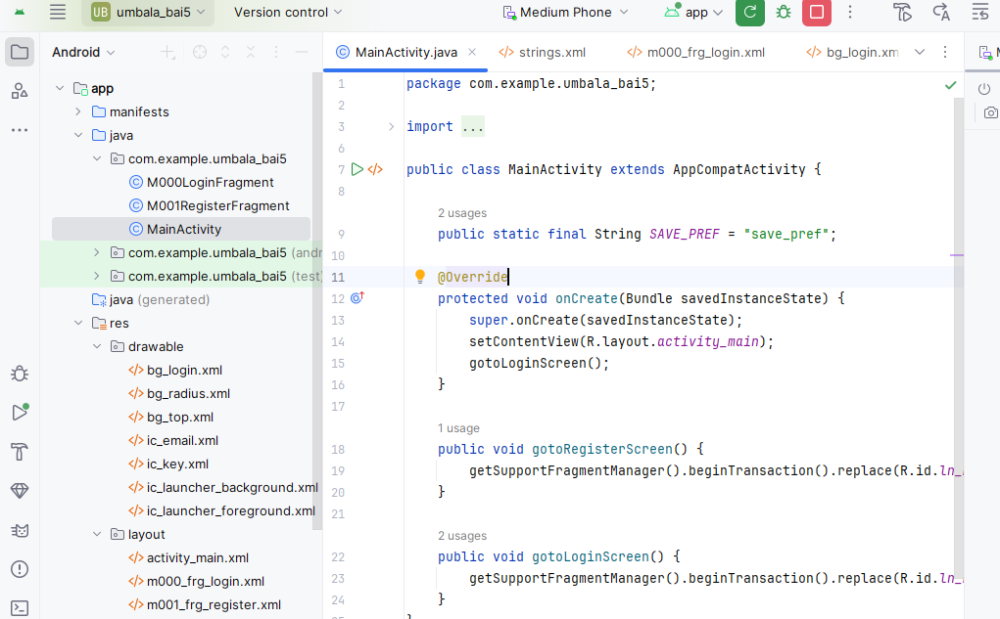 UB umbala_bai5 Version control Medium Phone app
Android
MainActivity.java strings.xml m000_frg_login.xml bg_login.xm
app
manifests
java
com.example.umbala_bai5
M000LoginFragment
M001RegisterFragment
MainActivity
com.example.umbala_bai5 (andr
com.example.umbala_bai5 (test)
java (generated)
res
drawable
bg_login.xml
bg_radius.xml
bg_top.xml
ic_email.xml
ic_key.xml
ic_launcher_background.xml
ic_launcher_foreground.xml
layout
activity_main.xml
m000_frg_login.xml
m001_frg_register.xml
1 package com.example.umbala_bai5;
2
3 import ...
6
7 public class MainActivity extends AppCompatActivity {
8
2 usages
9 public static final String SAVE_PREF = "save_pref";
10
11 @Override
12 protected void onCreate(Bundle savedInstanceState) {
13 super.onCreate(savedInstanceState);
14 setContentView(R.layout.activity_main);
15 gotoLoginScreen();
16 }
17
1 usage
18 public void gotoRegisterScreen() {
19 getSupportFragmentManager().beginTransaction().replace(R.id.ln_
20 }
21
2 usages
22 public void gotoLoginScreen() {
23 getSupportFragmentManager().beginTransaction().replace(R.id.ln_
24 }